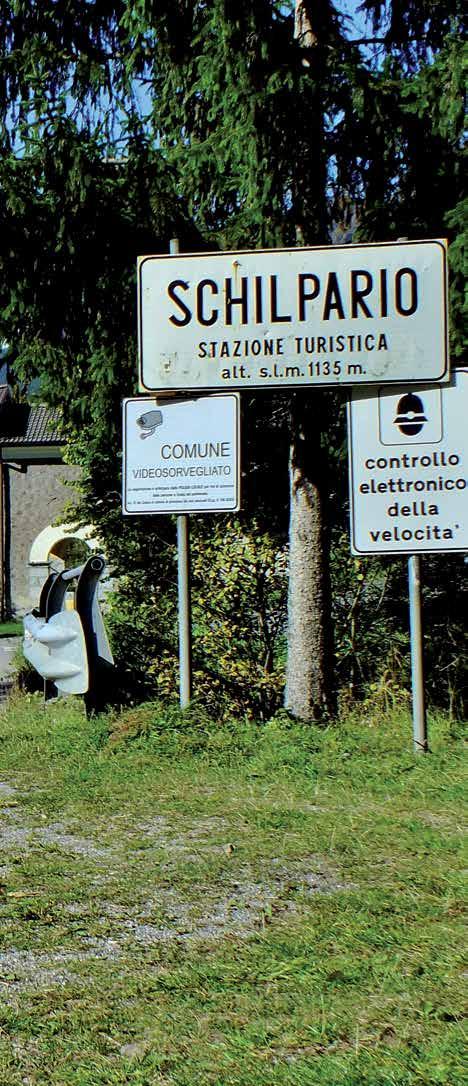 SCHILPARIO
STAZIONE TURISTICA
alt. s.l.m. 1135 m.
COMUNE
VIDEOSORVEGLIATO
controllo
elettronico
della
velocita'